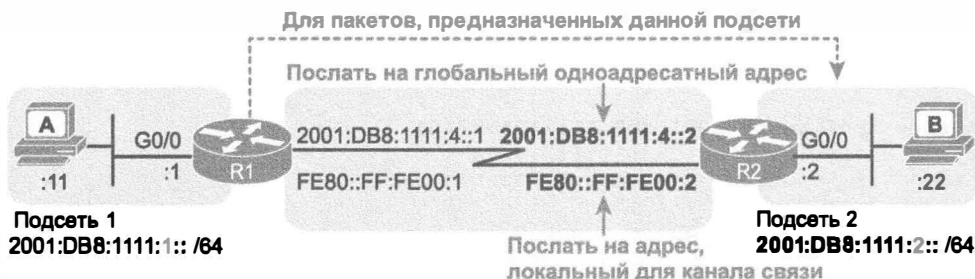 Для пакетов, предназначенных данной подсети
Послать на глобальный одноадресатный адрес
A
G0/0
2001:DB8:1111:4::1
2001:DB8:1111:4::2
G0/0
B
:11
:1
R1
FE80::FF:FE00:1
FE80::FF:FE00:2
R2
:2
:22
Подсеть 1
2001:DB8:1111:1:: /64
Послать на адрес,
локальный для канала связи
Подсеть 2
2001:DB8:1111:2:: /64